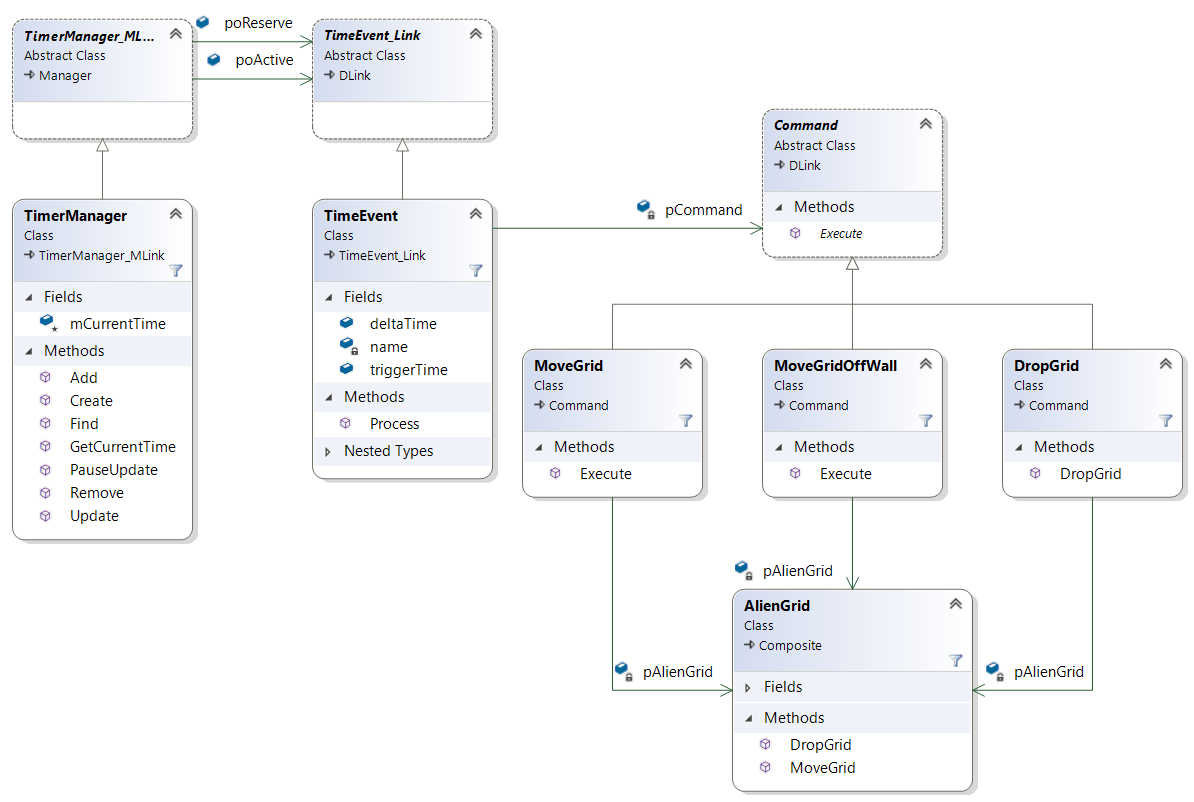 TimerManager_ML...
Abstract Class
Manager
poReserve
poActive
TimeEvent_Link
Abstract Class
DLink
Command
Abstract Class
DLink
Methods
Execute
TimerManager
Class
TimerManager_MLink
Fields
mCurrentTime
Methods
Add
Create
Find
GetCurrentTime
PauseUpdate
Remove
Update
TimeEvent
Class
TimeEvent_Link
Fields
deltaTime
name
triggerTime
Methods
Process
Nested Types
pCommand
MoveGrid
Class
Command
Methods
Execute
MoveGridOffWall
Class
Command
Methods
Execute
DropGrid
Class
Command
Methods
DropGrid
pAlienGrid
pAlienGrid
pAlienGrid
AlienGrid
Class
Composite
Fields
Methods
DropGrid
MoveGrid